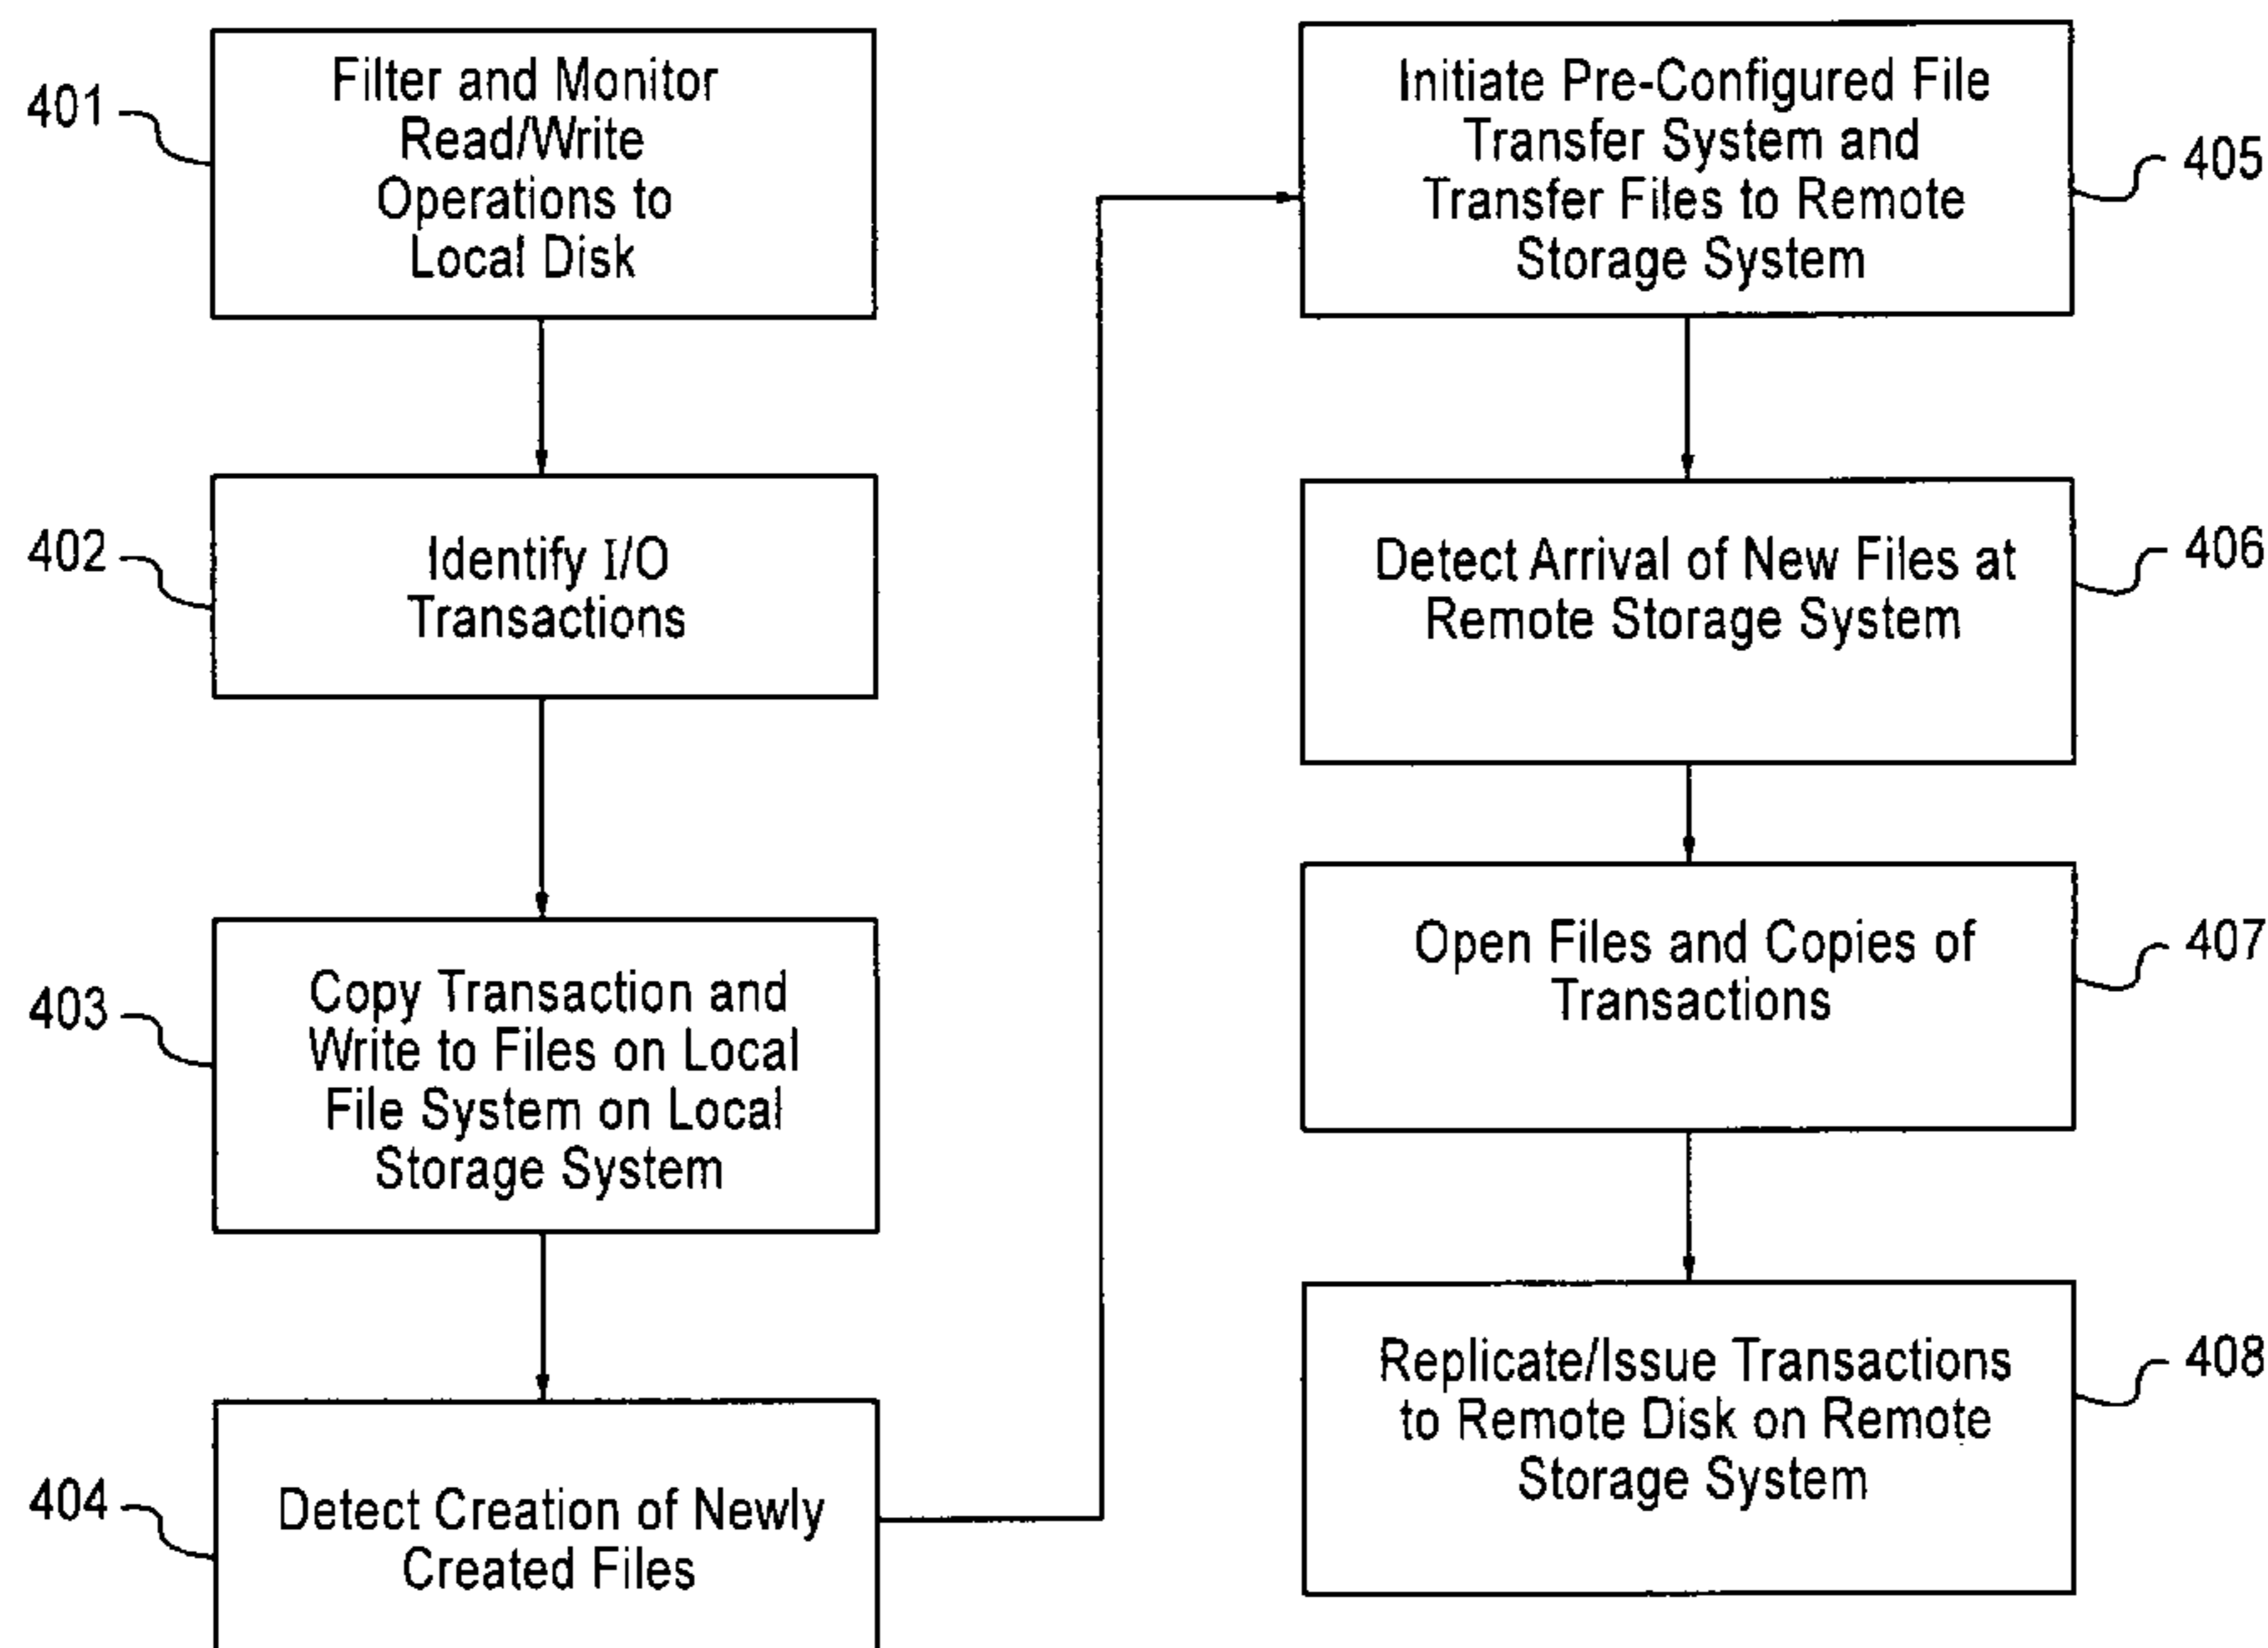 401
Filter and Monitor
Read/Write
Operations to
Local Disk
402
Identify I/O
Transactions
403
Copy Transaction and
Write to Files on Local
File System on Local
Storage System
404
Detect Creation of Newly
Created Files
Initiate Pre-Configured File
Transfer System and
Transfer Files to Remote
Storage System
405
Detect Arrival of New Files at
Remote Storage System
406
Open Files and Copies of
Transactions
407
Replicate/Issue Transactions
to Remote Disk on Remote
Storage System
408